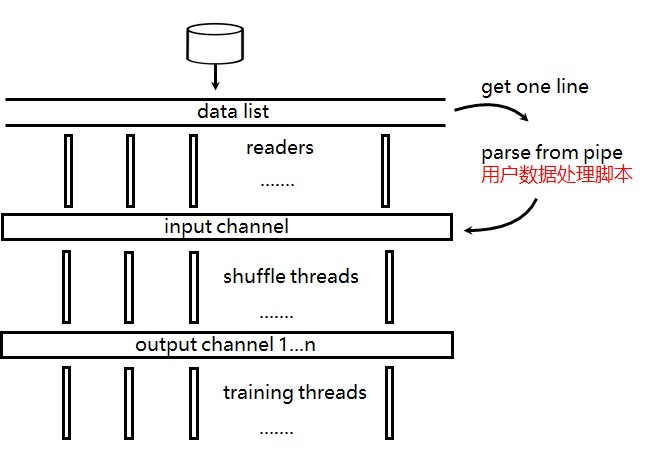 get one line
data list
readers
.......
parse from pipe
用户数据处理脚本
input channel
shuffle threads
.......
output channel 1...n
training threads
.......